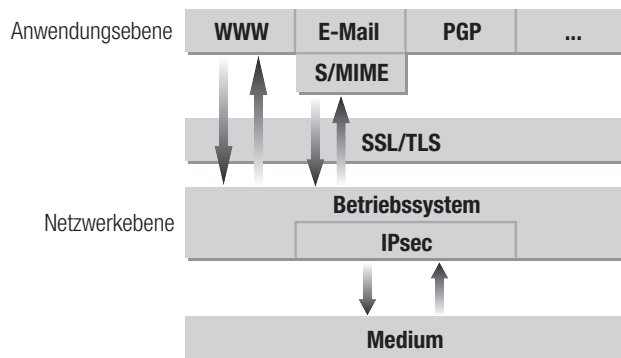 Anwendungsebene
WWW
E-Mail
PGP
...
S/MIME
SSL/TLS
Netzwerkebene
Betriebssystem
IPsec
Medium